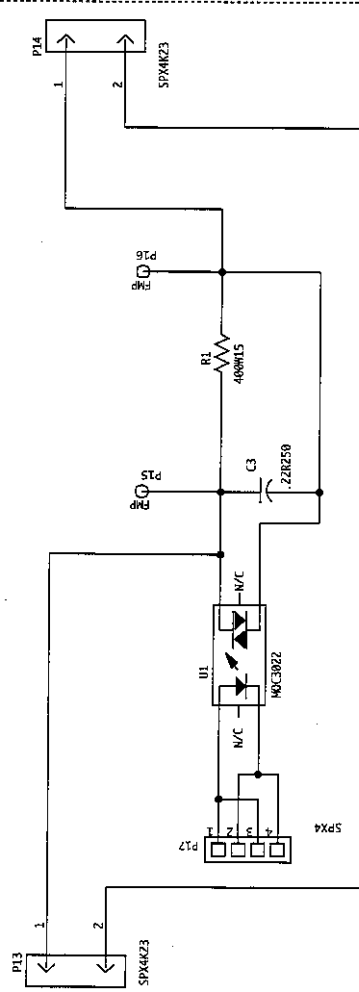 P14
1
2
SPX4K23
P16
FMP
R1
400W15
P15
FMP
C3
.22R250
N/C
U1
MOC3022
N/C
P17
1
2
3
4
SPX4
P13
1
2
SPX4K23